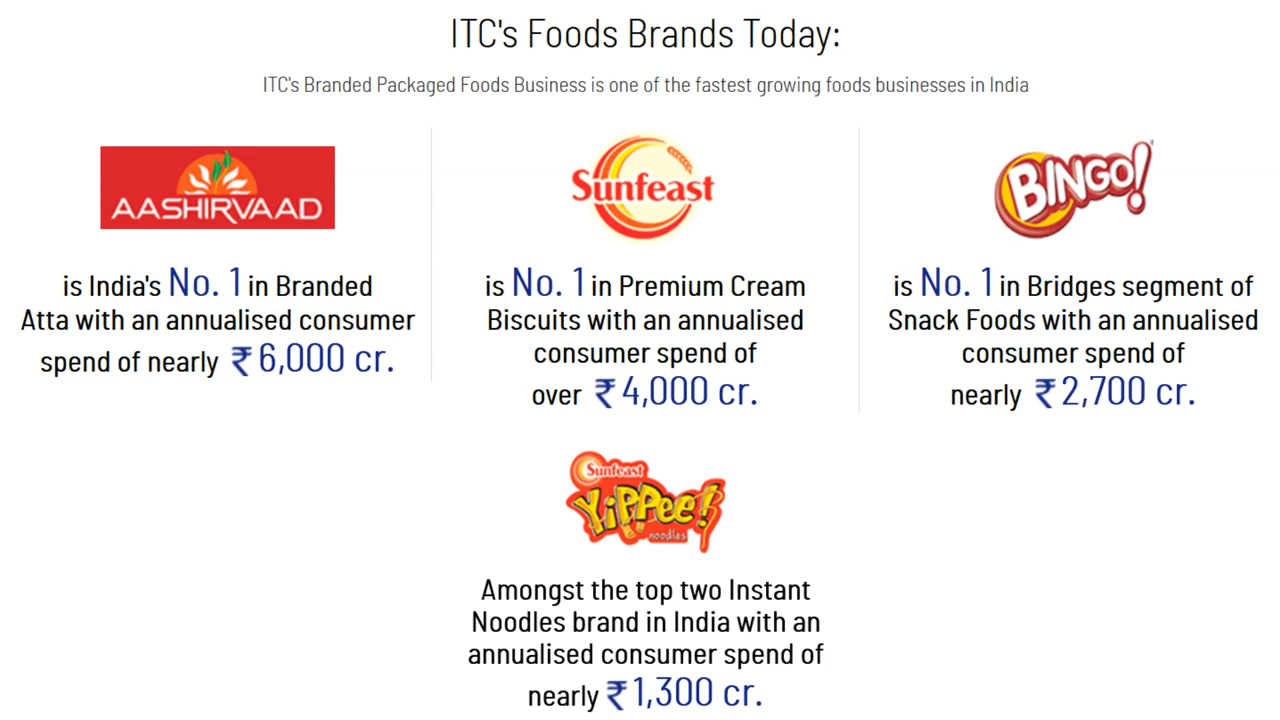 ITC's Foods Brands Today:
ITC's Branded Packaged Foods Business is one of the fastest growing foods businesses in India
AASHIRVAAD
is India's No. 1 in Branded
Atta with an annualised consumer
spend of nearly ₹ 6,000 cr.
Sunfeast
is No. 1 in Premium Cream
Biscuits with an annualised
consumer spend of
over ₹ 4,000 cr.
BINGO!
is No. 1 in Bridges segment of
Snack Foods with an annualised
consumer spend of
nearly ₹ 2,700 cr.
Sunfeast
YiPPee!
noodles
Amongst the top two Instant
Noodles brand in India with an
annualised consumer spend of
nearly ₹ 1,300 cr.